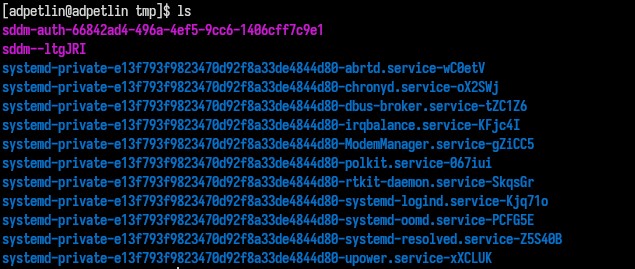 [adpetlin@adpetlin tmp]$ ls
sddm-auth-66842ad4-496a-4ef5-9cc6-1406cff7c9e1
sddm--ltgJRI
systemd-private-e13f793f9823470d92f8a33de4844d80-abrtd.service-wC0etV
systemd-private-e13f793f9823470d92f8a33de4844d80-chronyd.service-oX2SWj
systemd-private-e13f793f9823470d92f8a33de4844d80-dbus-broker.service-tZC1Z6
systemd-private-e13f793f9823470d92f8a33de4844d80-irqbalance.service-KFjc4I
systemd-private-e13f793f9823470d92f8a33de4844d80-ModemManager.service-gZiCC5
systemd-private-e13f793f9823470d92f8a33de4844d80-polkit.service-067iui
systemd-private-e13f793f9823470d92f8a33de4844d80-rtkit-daemon.service-SkqsGr
systemd-private-e13f793f9823470d92f8a33de4844d80-systemd-logind.service-Kjq71o
systemd-private-e13f793f9823470d92f8a33de4844d80-systemd-oomd.service-PCFG5E
systemd-private-e13f793f9823470d92f8a33de4844d80-systemd-resolved.service-Z5S40B
systemd-private-e13f793f9823470d92f8a33de4844d80-upower.service-xXCLUK